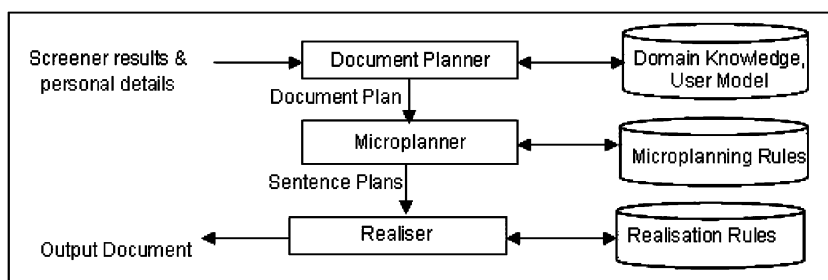 Screener results &
personal details
Document Planner
Domain Knowledge,
User Model
Document Plan
Microplanner
Microplanning Rules
Sentence Plans
Realiser
Realisation Rules
Output Document